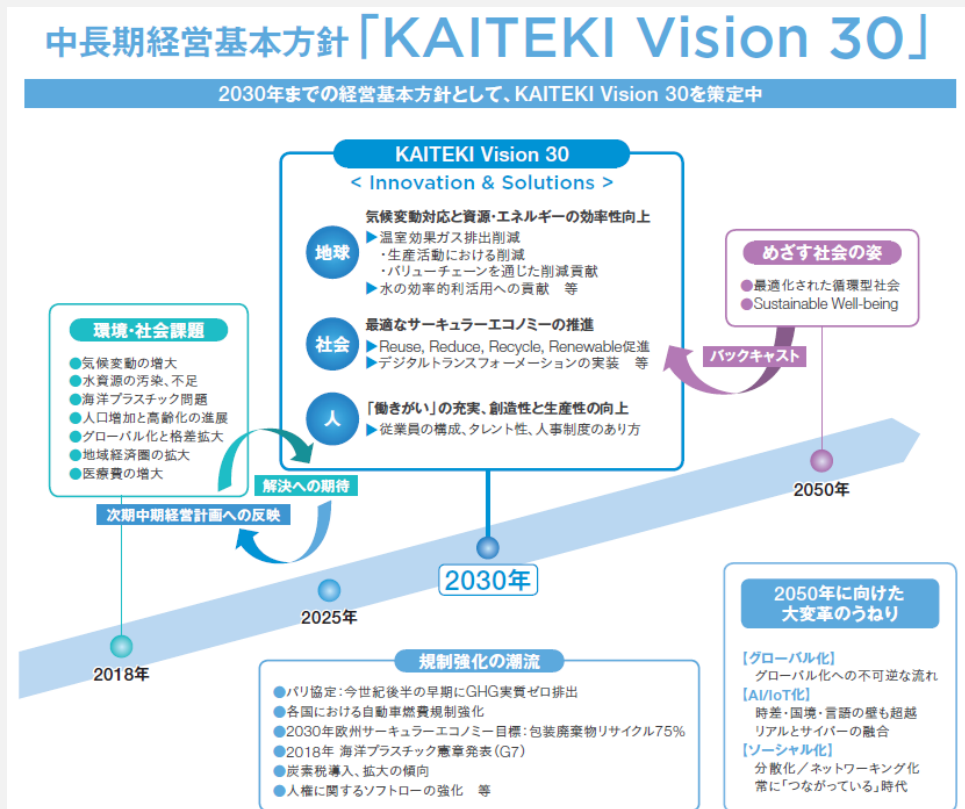 中長期経営基本方針「KAITEKI Vision 30」
2030年までの経営基本方針として、KAITEKI Vision 30を策定中
KAITEKI Vision 30
< Innovation & Solutions >
地球
気候変動対応と資源・エネルギーの効率性向上
▶温室効果ガス排出削減
・生産活動における削減
・バリューチェーンを通じた削減貢献
▶水の効率的利活用への貢献 等
社会
最適なサーキュラーエコノミーの推進
▶Reuse, Reduce, Recycle, Renewable促進
▶デジタルトランスフォーメーションの実装 等
人
「働きがい」の充実、創造性と生産性の向上
▶従業員の構成、タレント性、人事制度のあり方
めざす社会の姿
●最適化された循環型社会
●Sustainable Well-being
バックキャスト
環境・社会課題
●気候変動の増大
●水資源の汚染、不足
●海洋プラスチック問題
●人口増加と高齢化の進展
●グローバル化と格差拡大
●地域経済圏の拡大
●医療費の増大
解決への期待
次期中期経営計画への反映
2018年
2025年
2030年
2050年
規制強化の潮流
●パリ協定：今世紀後半の早期にGHG実質ゼロ排出
●各国における自動車燃費規制強化
●2030年欧州サーキュラーエコノミー目標：包装廃棄物リサイクル75%
●2018年 海洋プラスチック憲章発表(G7)
●炭素税導入、拡大の傾向
●人権に関するソフトローの強化 等
2050年に向けた
大変革のうねり
【グローバル化】
グローバル化への不可逆な流れ
【AI/IoT化】
時差・国境・言語の壁も超越
リアルとサイバーの融合
【ソーシャル化】
分散化／ネットワーキング化
常に「つながっている」時代